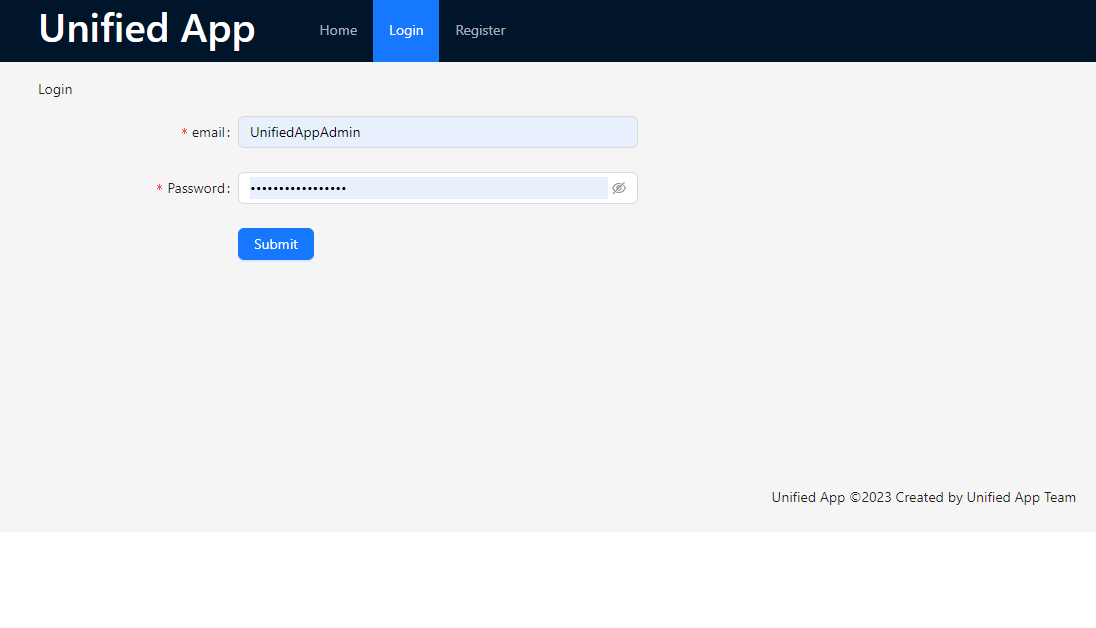 Unified App Home Login Register
Login
* email:
UnifiedAppAdmin
* Password:
•••••••••••••••••
Submit
Unified App ©2023 Created by Unified App Team